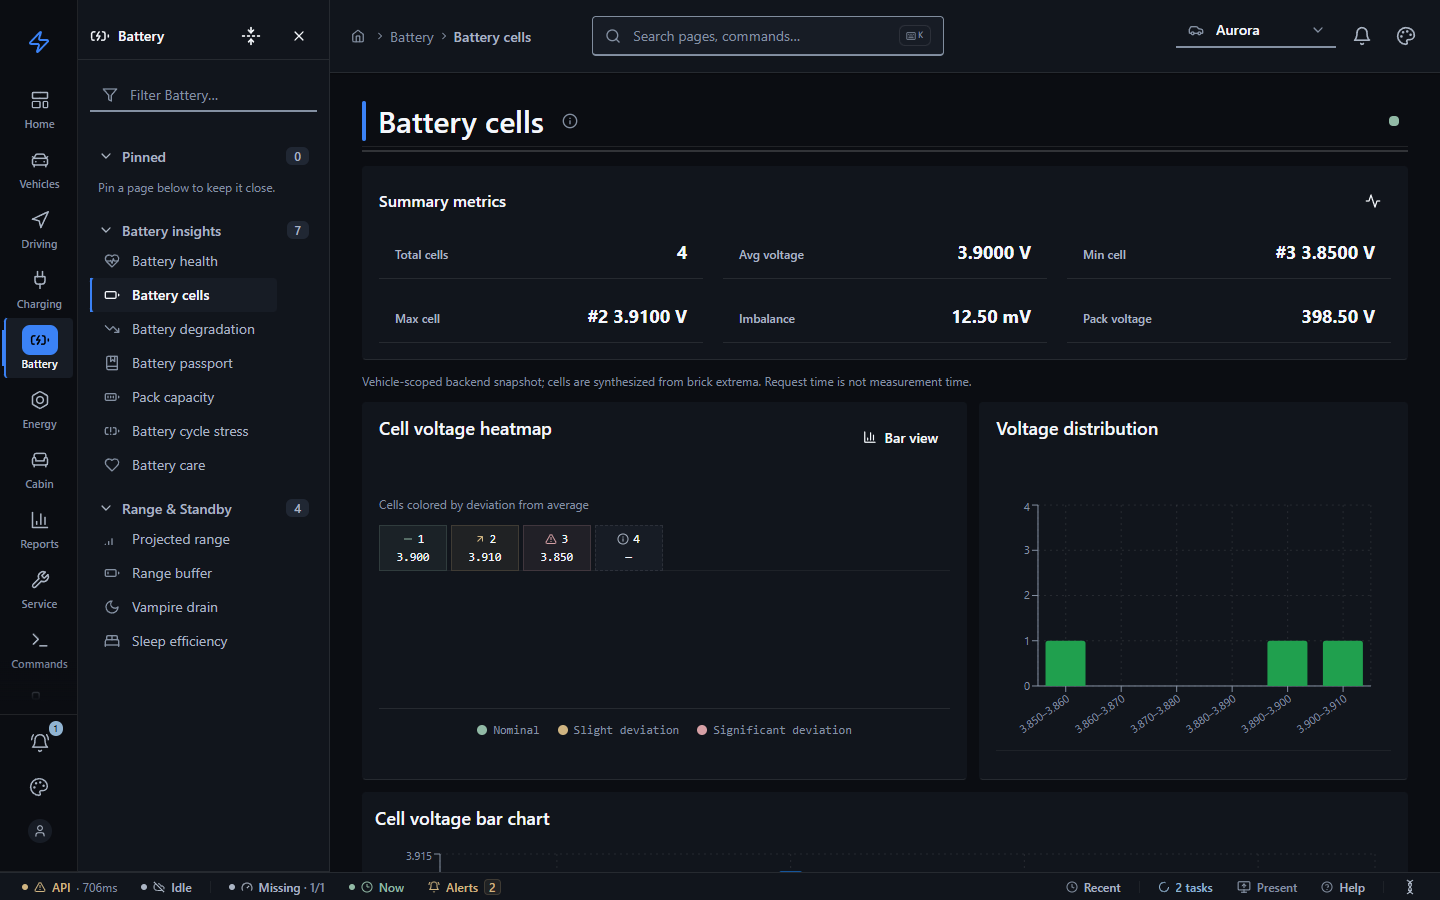 Battery
Battery
Battery cells
Search pages, commands...
K
Aurora
Home
Vehicles
Driving
Charging
Battery
Energy
Cabin
Reports
Service
Commands
1
Filter Battery...
Pinned
0
Pin a page below to keep it close.
Battery insights
7
Battery health
Battery cells
Battery degradation
Battery passport
Pack capacity
Battery cycle stress
Battery care
Range & Standby
4
Projected range
Range buffer
Vampire drain
Sleep efficiency
Battery cells
Summary metrics
Total cells
4
Avg voltage
3.9000 V
Min cell
#3 3.8500 V
Max cell
#2 3.9100 V
Imbalance
12.50 mV
Pack voltage
398.50 V
Vehicle-scoped backend snapshot; cells are synthesized from brick extrema. Request time is not measurement time.
Cell voltage heatmap
Bar view
Cells colored by deviation from average
1
3.900
2
3.910
3
3.850
4
—
Nominal
Slight deviation
Significant deviation
Voltage distribution
4
3
2
1
0
3.850–3.860
3.860–3.870
3.870–3.880
3.880–3.890
3.890–3.900
3.900–3.910
Cell voltage bar chart
3.915
API · 706ms
Idle
Missing · 1/1
Now
Alerts 2
Recent
2 tasks
Present
Help